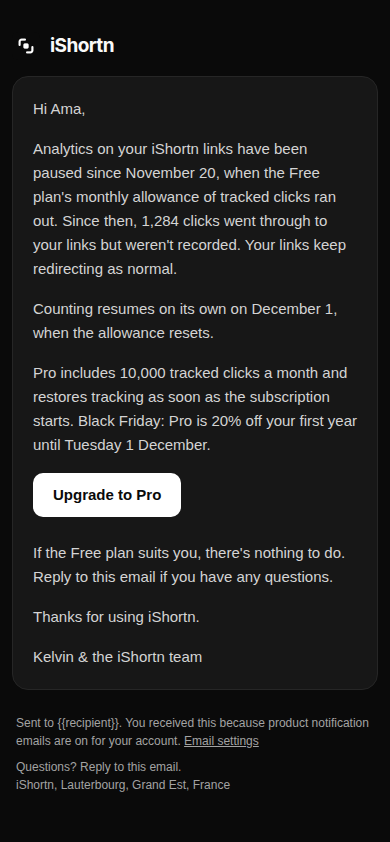 iShortn
Hi Ama,
Analytics on your iShortn links have been
paused since November 20, when the Free
plan's monthly allowance of tracked clicks ran
out. Since then, 1,284 clicks went through to
your links but weren't recorded. Your links keep
redirecting as normal.
Counting resumes on its own on December 1,
when the allowance resets.
Pro includes 10,000 tracked clicks a month and
restores tracking as soon as the subscription
starts. Black Friday: Pro is 20% off your first year
until Tuesday 1 December.
Upgrade to Pro
If the Free plan suits you, there's nothing to do.
Reply to this email if you have any questions.
Thanks for using iShortn.
Kelvin & the iShortn team
Sent to {{recipient}}. You received this because product notification
emails are on for your account. Email settings
Questions? Reply to this email.
iShortn, Lauterbourg, Grand Est, France